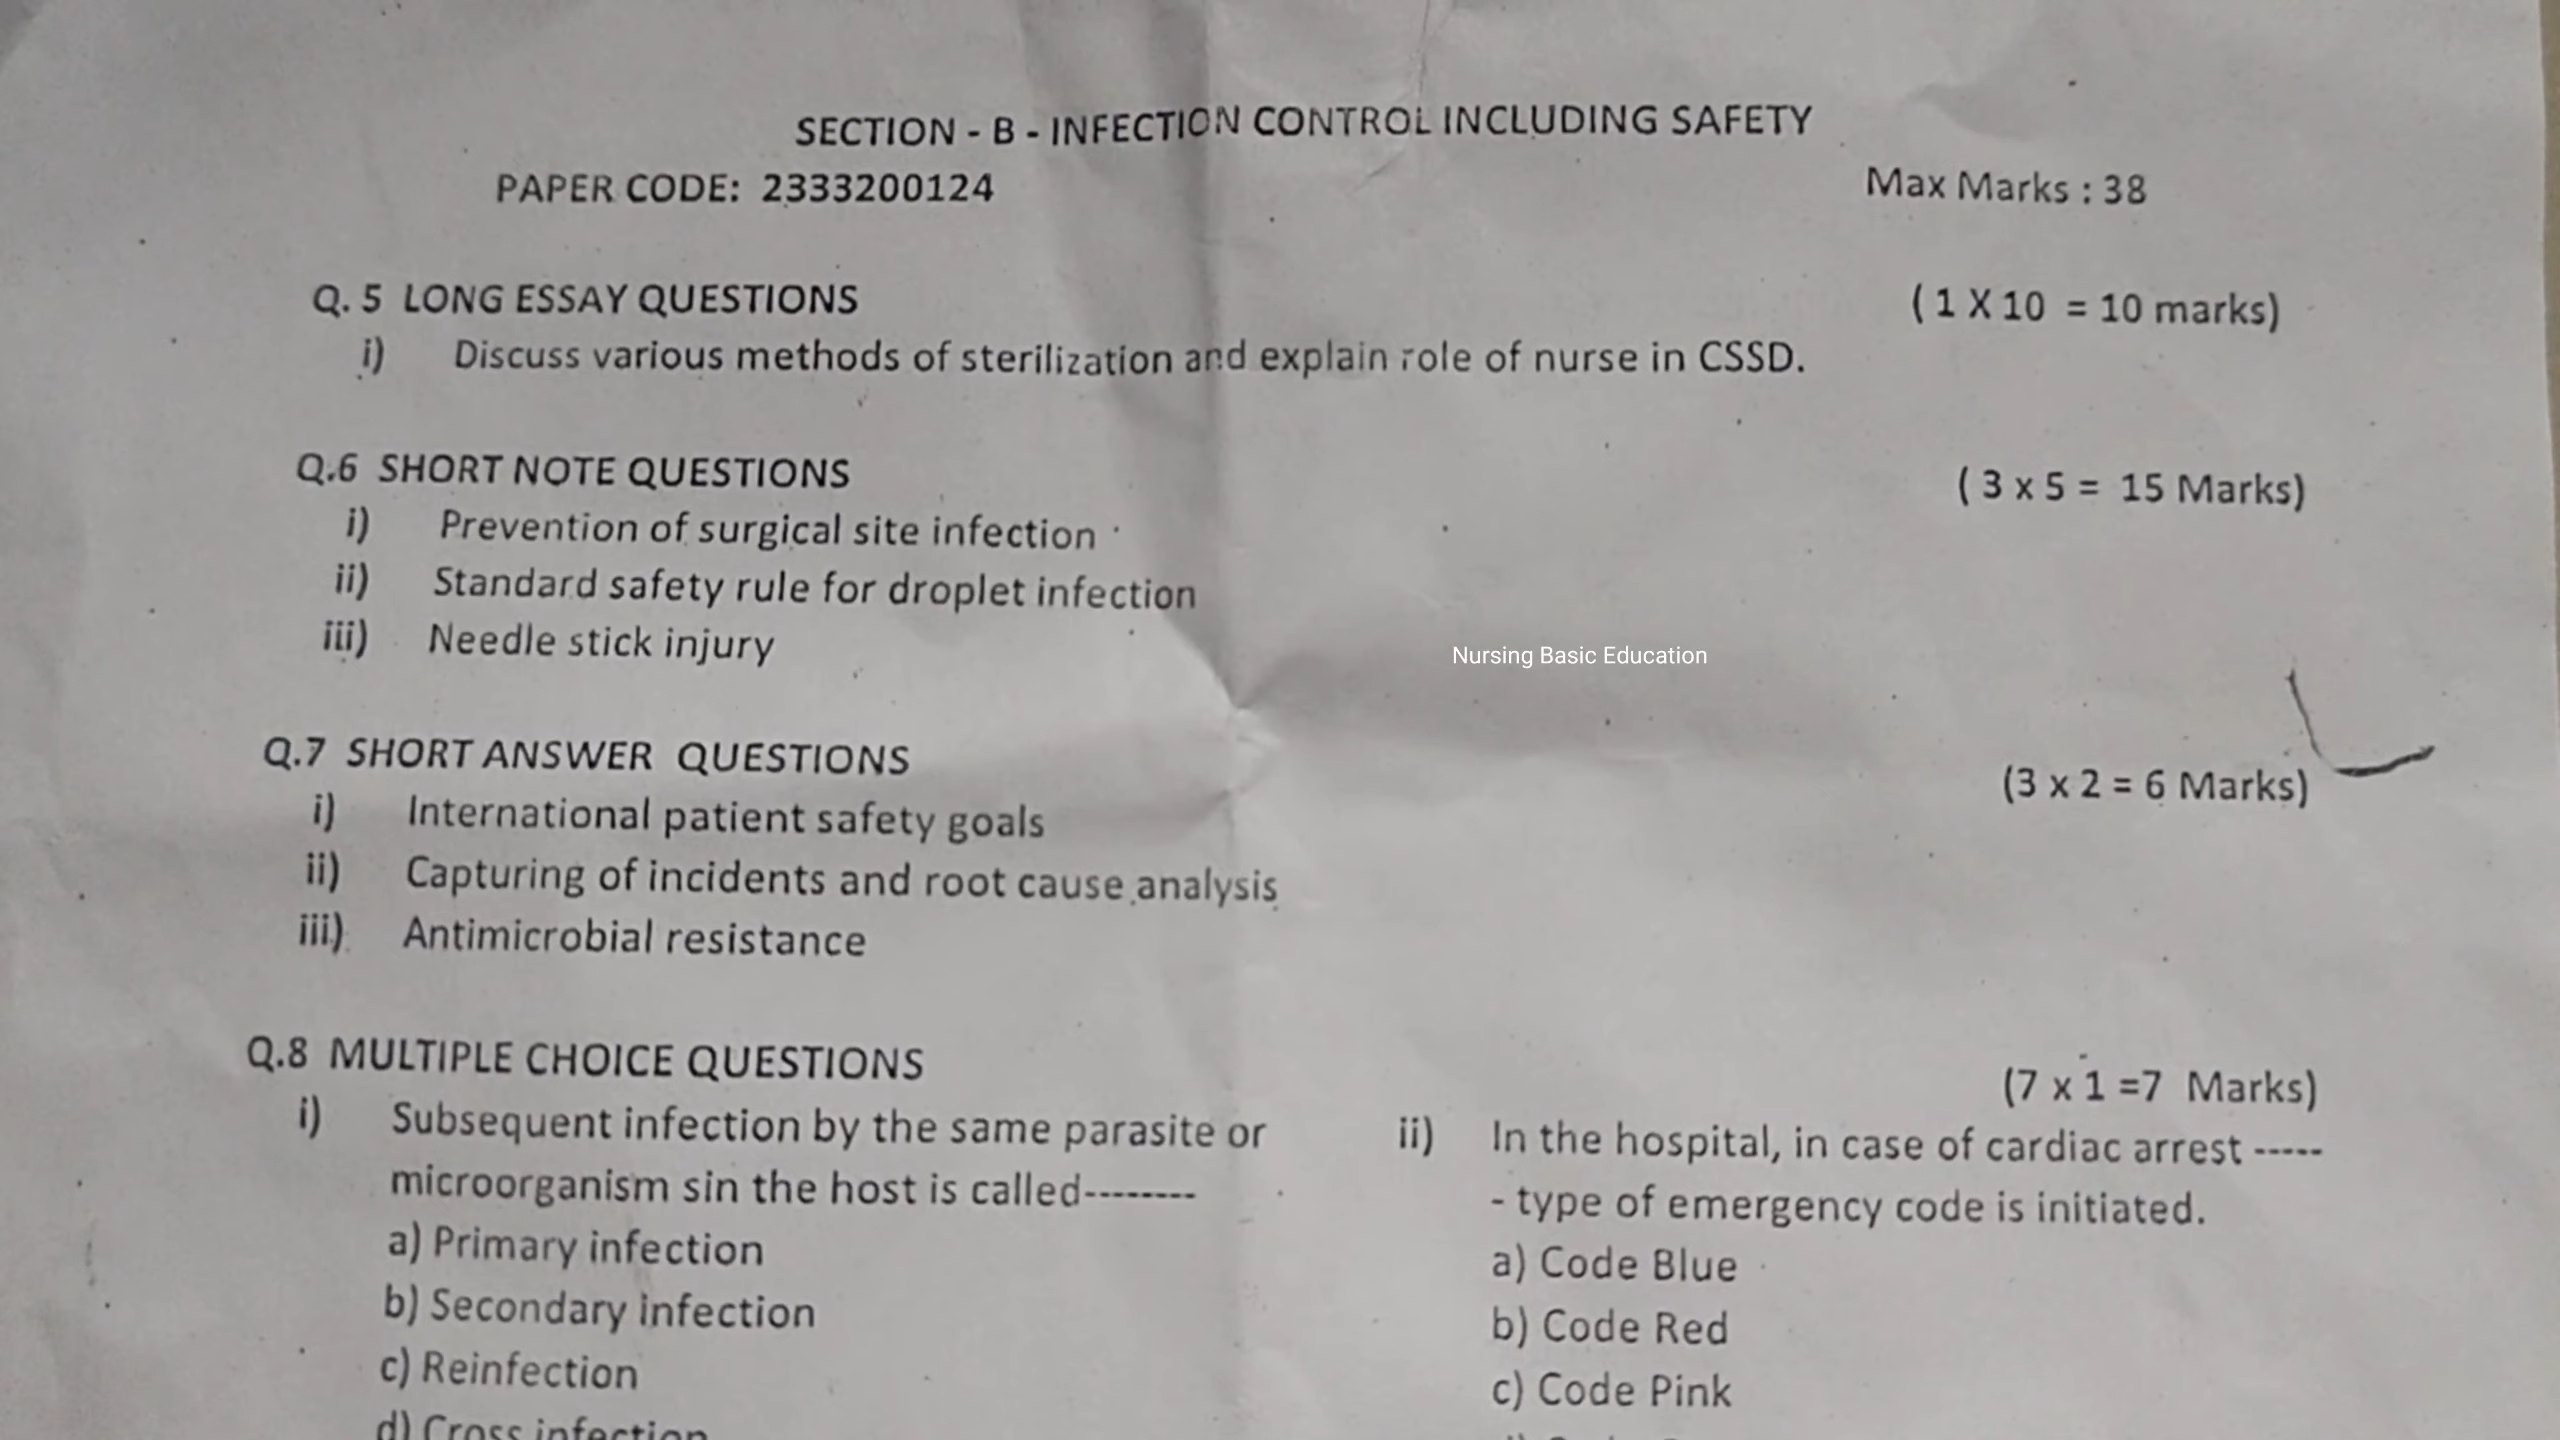 SECTION - B - INFECTION CONTROL INCLUDING SAFETY
PAPER CODE: 2333200124 Max Marks : 38
Q. 5 LONG ESSAY QUESTIONS ( 1 X 10 = 10 marks)
i) Discuss various methods of sterilization and explain role of nurse in CSSD.
Q.6 SHORT NOTE QUESTIONS ( 3 x 5 = 15 Marks)
i) Prevention of surgical site infection
ii) Standard safety rule for droplet infection
iii) Needle stick injury
Nursing Basic Education
Q.7 SHORT ANSWER QUESTIONS (3 x 2 = 6 Marks)
i) International patient safety goals
ii) Capturing of incidents and root cause analysis
iii) Antimicrobial resistance
Q.8 MULTIPLE CHOICE QUESTIONS (7 x 1 =7 Marks)
i) Subsequent infection by the same parasite or
microorganism sin the host is called--------
a) Primary infection
b) Secondary infection
c) Reinfection
d) Cross infection
ii) In the hospital, in case of cardiac arrest -----
- type of emergency code is initiated.
a) Code Blue
b) Code Red
c) Code Pink